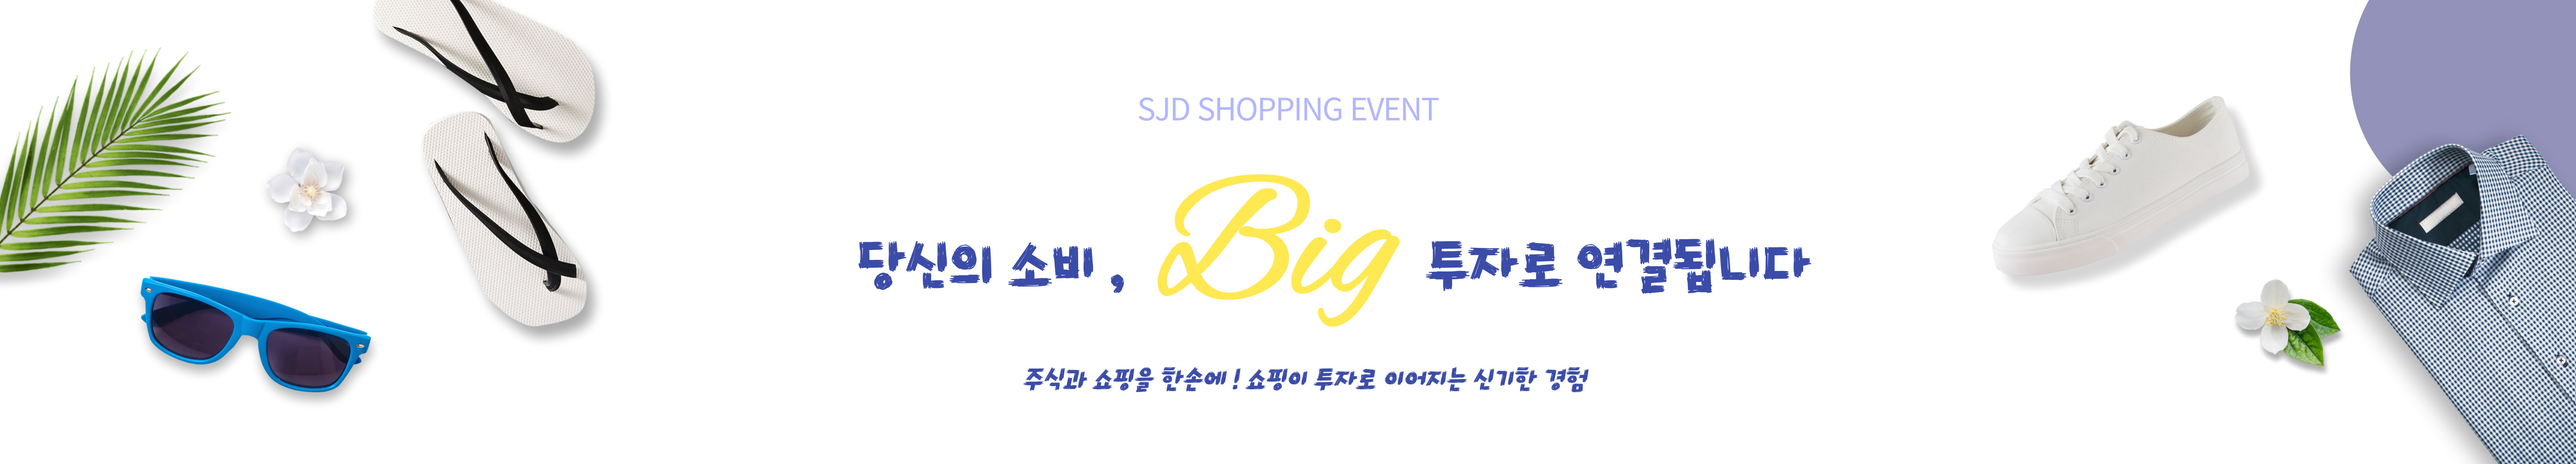 SJD SHOPPING EVENT
당신의 소비, Big 투자로 연결됩니다
주식과 쇼핑을 한손에! 쇼핑이 투자로 이어지는 신기한 경험